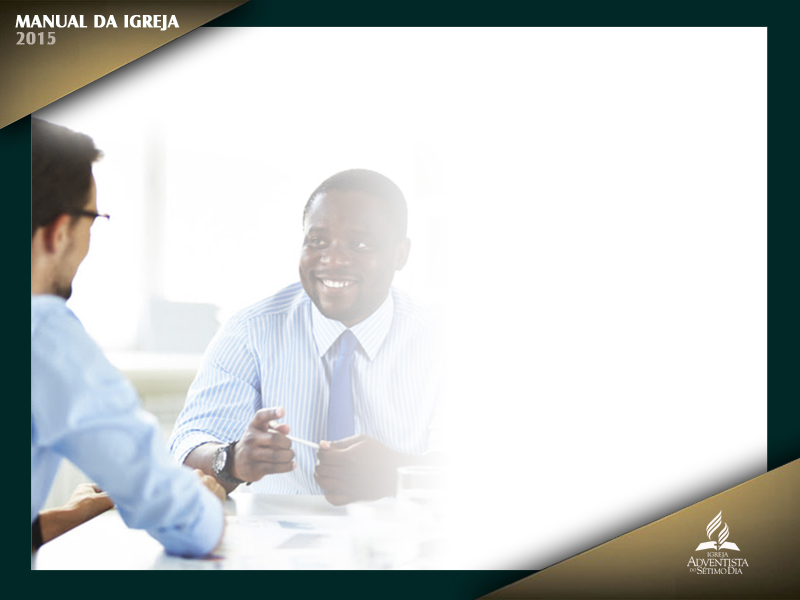 MANUAL DA IGREJA
2015
IGREJA
ADVENTISTA
DO SÉTIMO DIA